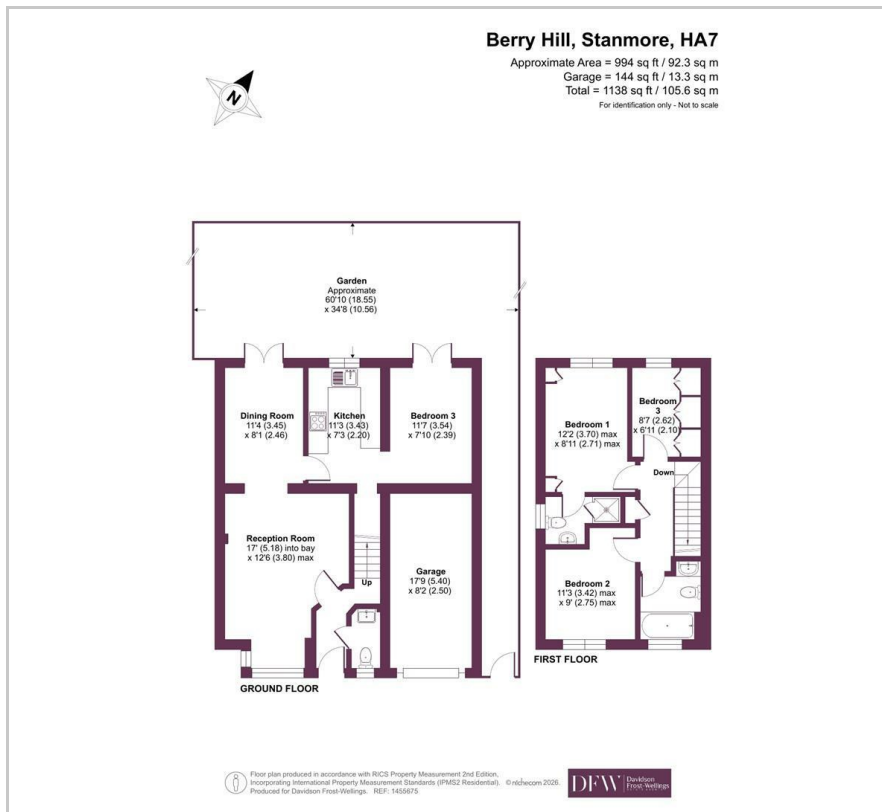 Berry Hill, Stanmore, HA7
Approximate Area = 994 sq ft / 92.3 sq m
Garage = 144 sq ft / 13.3 sq m
Total = 1138 sq ft / 105.6 sq m
For identification only - Not to scale
N
Garden
Approximate
60'10 (18.55)
x 34'8 (10.56)
Dining Room
11'4 (3.45)
x 8'1 (2.46)
Kitchen
11'3 (3.43)
x 7'3 (2.20)
Bedroom 3
11'7 (3.54)
x 7'10 (2.39)
Reception Room
17' (5.18) into bay
x 12'6 (3.80) max
Up
Garage
17'9 (5.40)
x 8'2 (2.50)
GROUND FLOOR
Bedroom 1
12'2 (3.70) max
x 8'11 (2.71) max
Bedroom
3
8'7 (2.62)
x 6'11 (2.10)
Down
Bedroom 2
11'3 (3.42) max
x 9' (2.75) max
FIRST FLOOR
Floor plan produced in accordance with RICS Property Measurement 2nd Edition,
Incorporating International Property Measurement Standards (IPMS2 Residential). © nichecom 2026.
Produced for Davidson Frost-Wellings. REF: 1455675
DFW Davidson
Frost-Wellings